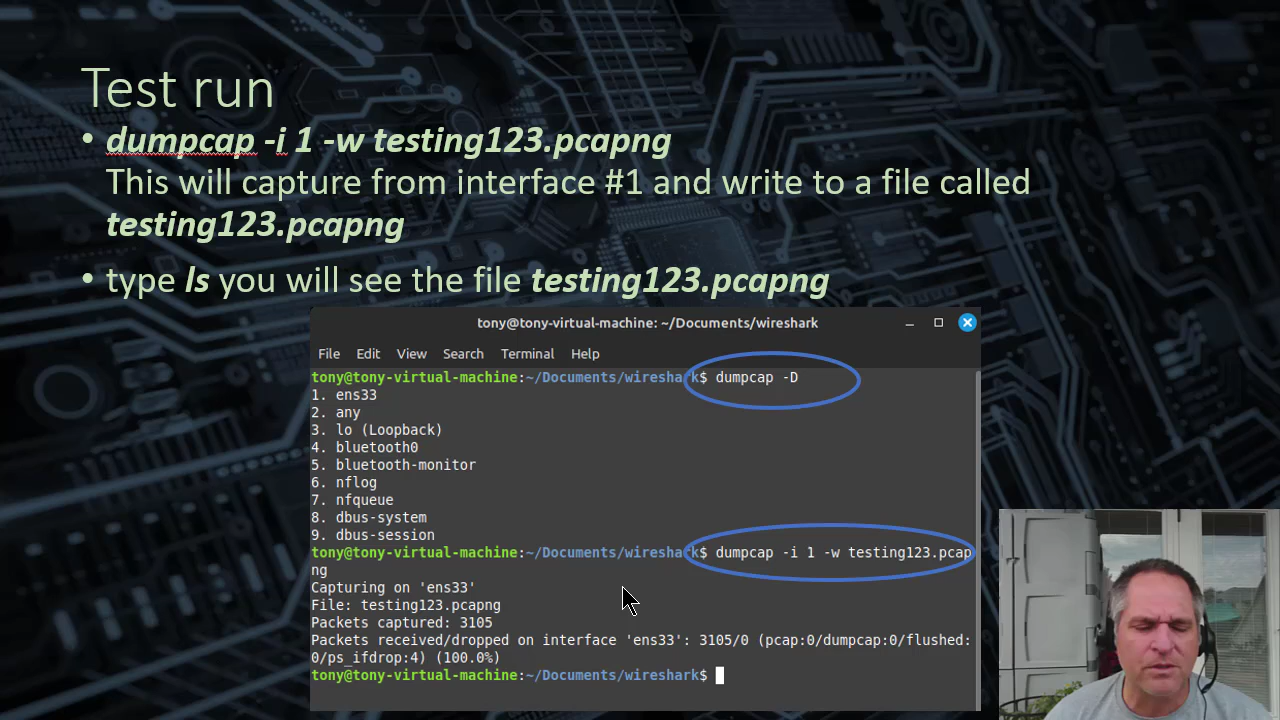 Test run
• dumpcap -i 1 -w testing123.pcapng
This will capture from interface #1 and write to a file called
testing123.pcapng
• type ls you will see the file testing123.pcapng
tony@tony-virtual-machine: ~/Documents/wireshark
File Edit View Search Terminal Help
tony@tony-virtual-machine:~/Documents/wireshark$ dumpcap -D
1. ens33
2. any
3. lo (Loopback)
4. bluetooth0
5. bluetooth-monitor
6. nflog
7. nfqueue
8. dbus-system
9. dbus-session
tony@tony-virtual-machine:~/Documents/wireshark$ dumpcap -i 1 -w testing123.pcap
ng
Capturing on 'ens33'
File: testing123.pcapng
Packets captured: 3105
Packets received/dropped on interface 'ens33': 3105/0 (pcap:0/dumpcap:0/flushed:
0/ps_ifdrop:4) (100.0%)
tony@tony-virtual-machine:~/Documents/wireshark$